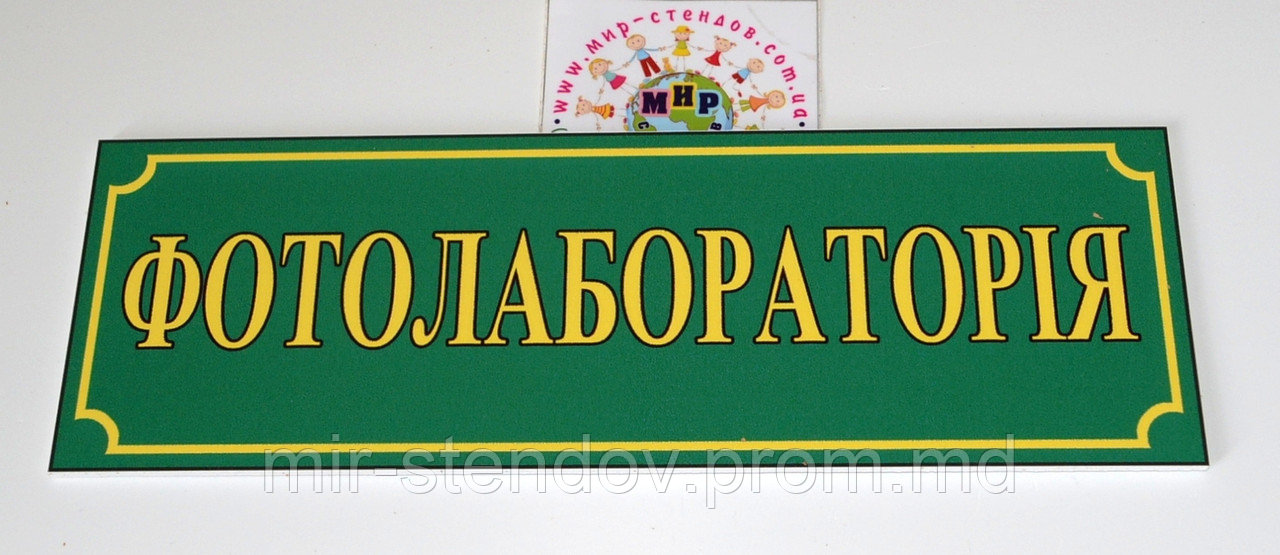 www.мир-стендов.com.ua
МИР
ФОТОЛАБОРАТОРІЯ
mir-stendov.prom.md